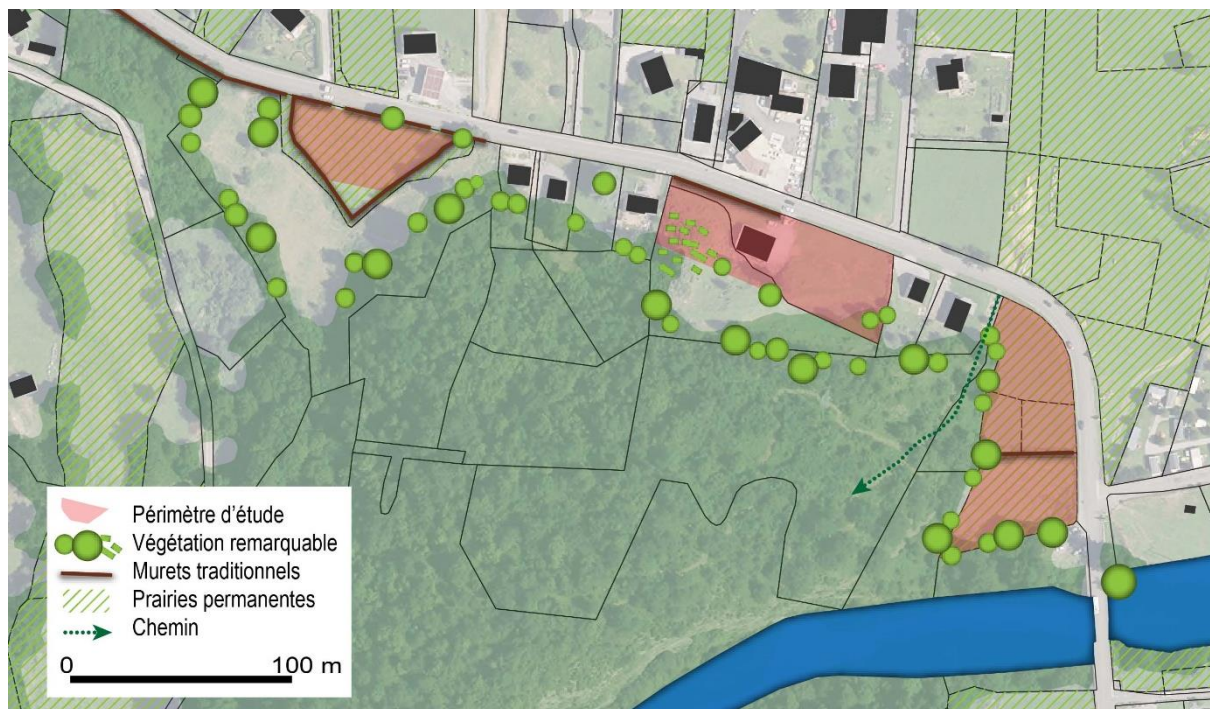 Périmètre d'étude
Végétation remarquable
Murets traditionnels
Prairies permanentes
Chemin
0 100 m